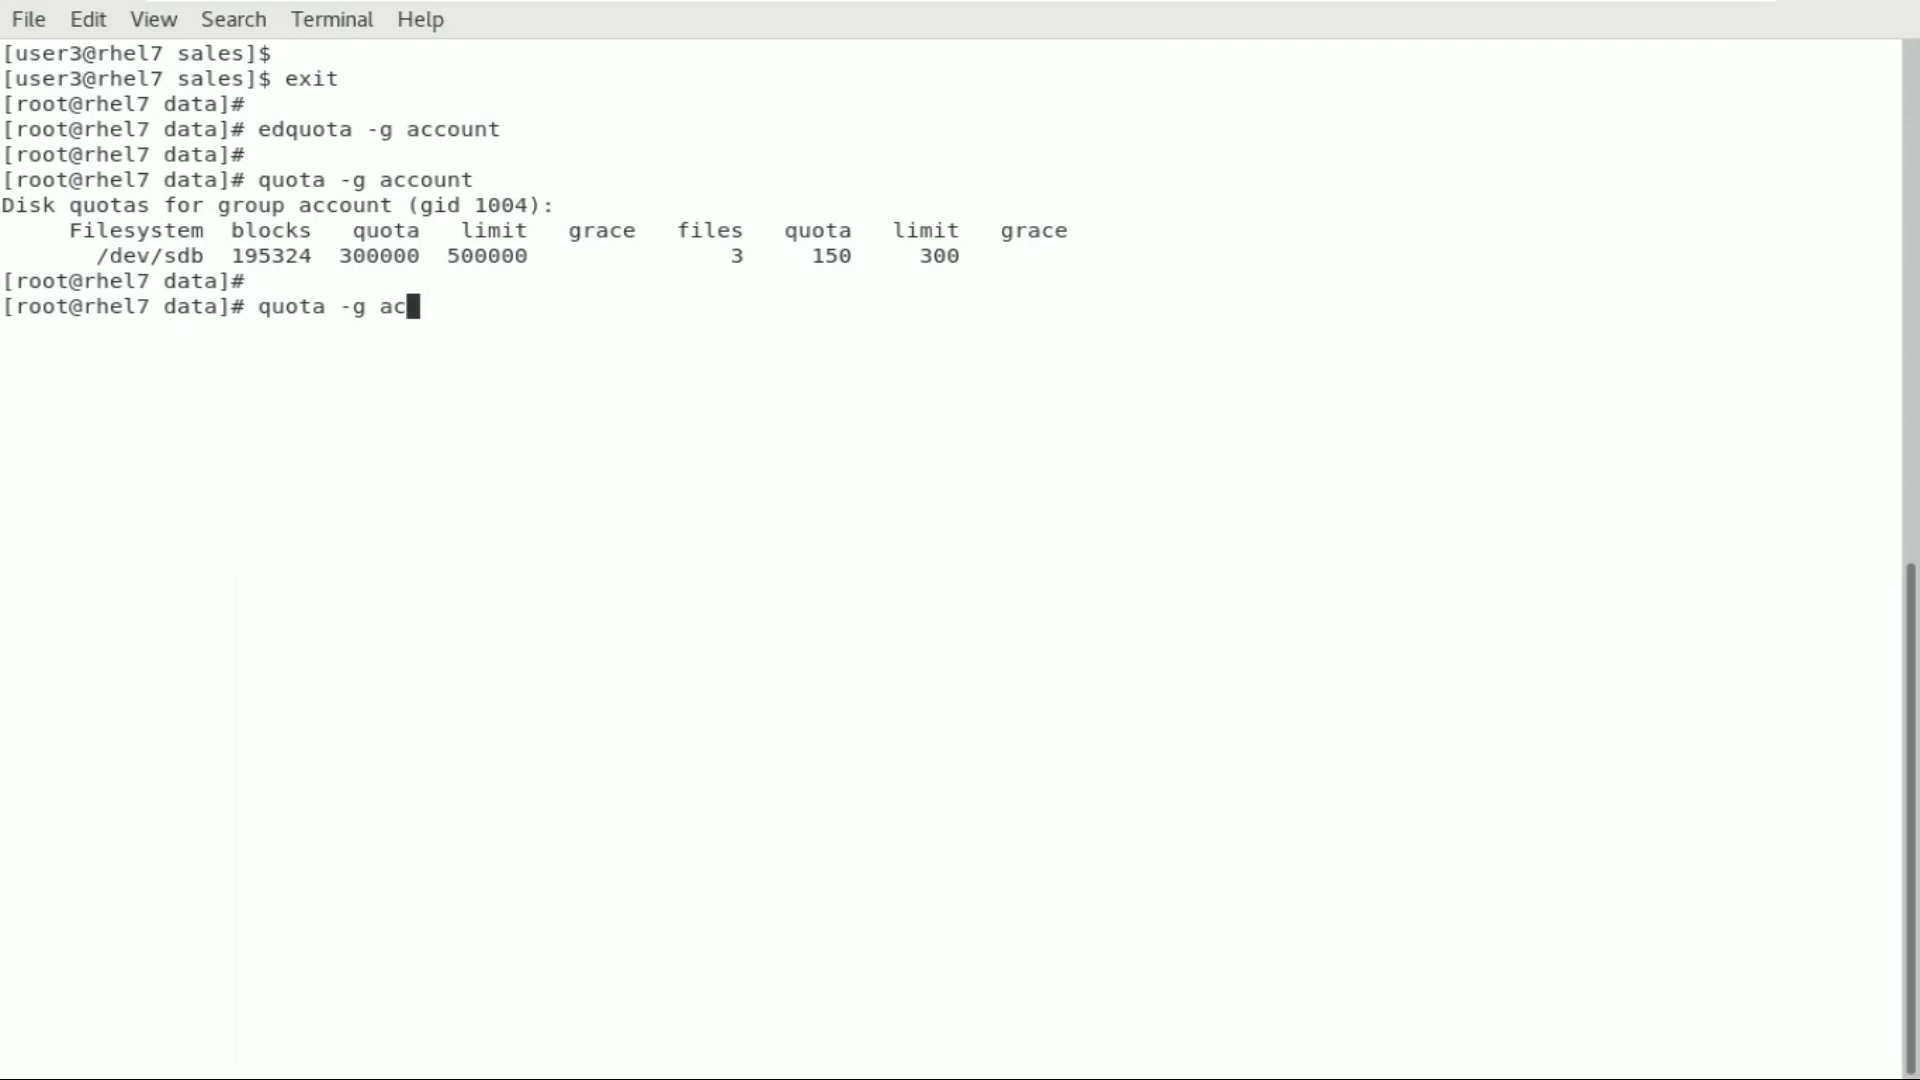 File Edit View Search Terminal Help
[user3@rhel7 sales]$
[user3@rhel7 sales]$ exit
[root@rhel7 data]#
[root@rhel7 data]# edquota -g account
[root@rhel7 data]#
[root@rhel7 data]# quota -g account
Disk quotas for group account (gid 1004):
     Filesystem  blocks   quota   limit   grace   files   quota   limit   grace
       /dev/sdb  195324  300000  500000               3     150     300
[root@rhel7 data]#
[root@rhel7 data]# quota -g ac